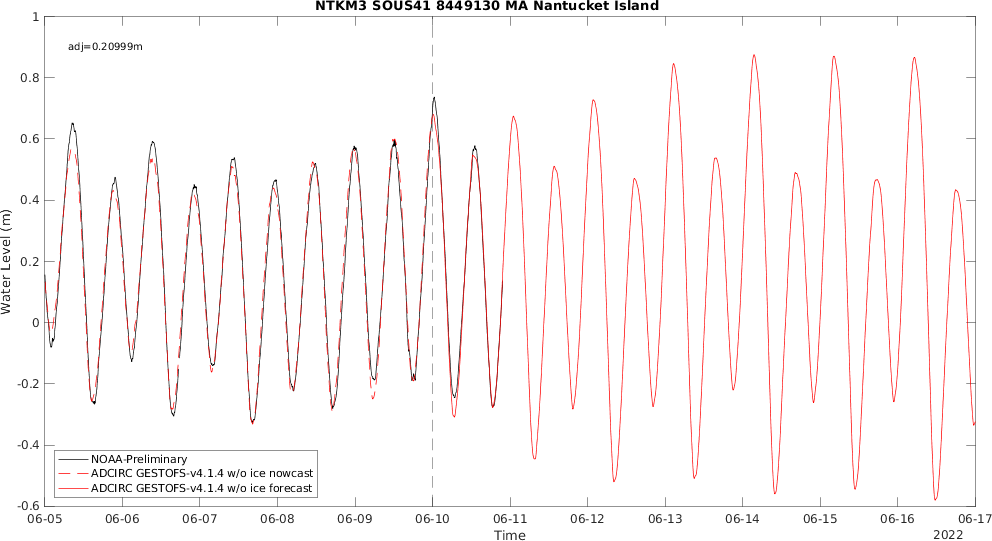 NTKM3 SOUS41 8449130 MA Nantucket Island
adj=0.20999m
1
0.8
0.6
0.4
0.2
0
-0.2
-0.4
-0.6
Water Level (m)
NOAA-Preliminary
ADCIRC GESTOFS-v4.1.4 w/o ice nowcast
ADCIRC GESTOFS-v4.1.4 w/o ice forecast
06-05 06-06 06-07 06-08 06-09 06-10 06-11 06-12 06-13 06-14 06-15 06-16 06-17
Time
2022